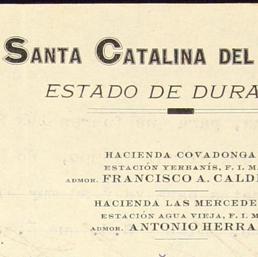 SANTA CATALINA DEL
ESTADO DE DURA
HACIENDA COVADONGA
ESTACIÓN YERBANÍS, F. I. M.
ADMOR. FRANCISCO A. CALD
HACIENDA LAS MERCEDE
ESTACIÓN AGUA VIEJA, F. I. M
ADMOR. ANTONIO HERRA